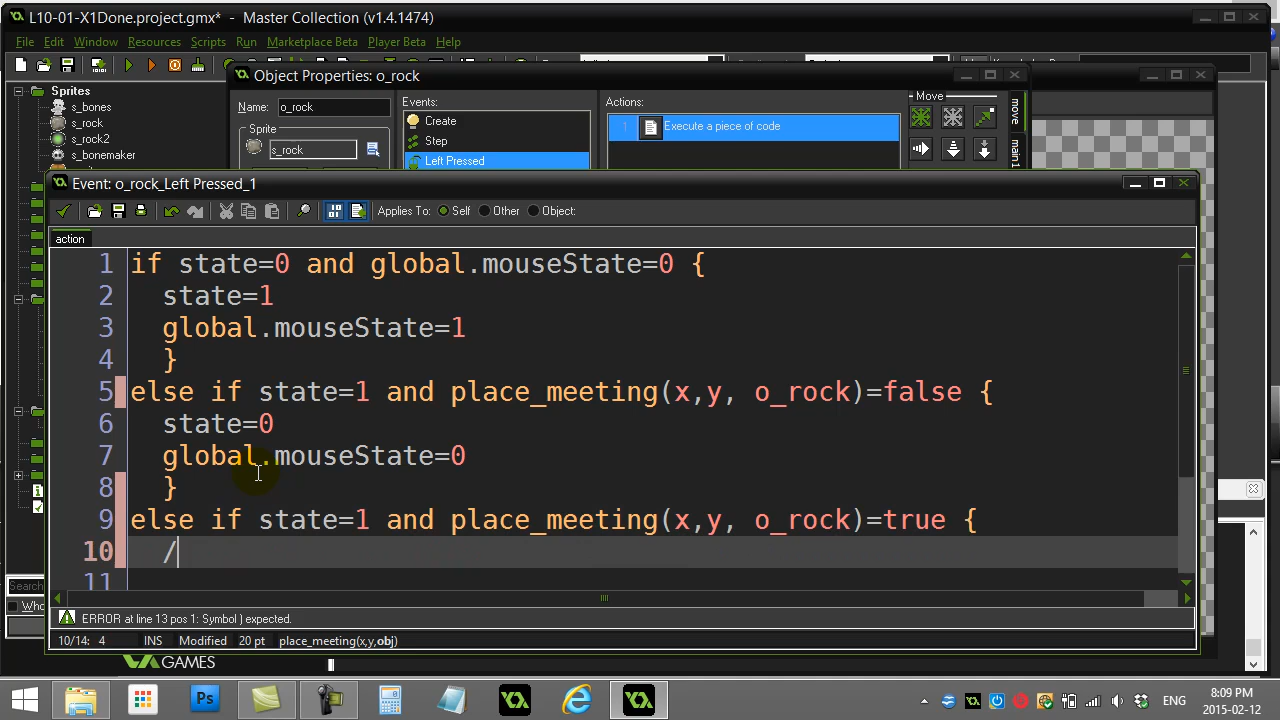 L10-01-X1Done.project.gmx* - Master Collection (v1.4.1474)
File Edit Window Resources Scripts Run Marketplace Beta Player Beta Help
Sprites
s_bones
s_rock
s_rock2
s_bonemaker
Object Properties: o_rock
Name: o_rock
Sprite
s_rock
Events:
Create
Step
Left Pressed
Actions:
1 Execute a piece of code
Move
move
main1
Event: o_rock_Left Pressed_1
Applies To: Self Other Object:
action
1 if state=0 and global.mouseState=0 {
2 state=1
3 global.mouseState=1
4 }
5 else if state=1 and place_meeting(x,y, o_rock)=false {
6 state=0
7 global.mouseState=0
8 }
9 else if state=1 and place_meeting(x,y, o_rock)=true {
10 /
11
ERROR at line 13 pos 1: Symbol } expected.
10/14: 4 INS Modified 20 pt place_meeting(x,y,obj)
Search
GAMES
Ps
ENG
8:09 PM
2015-02-12